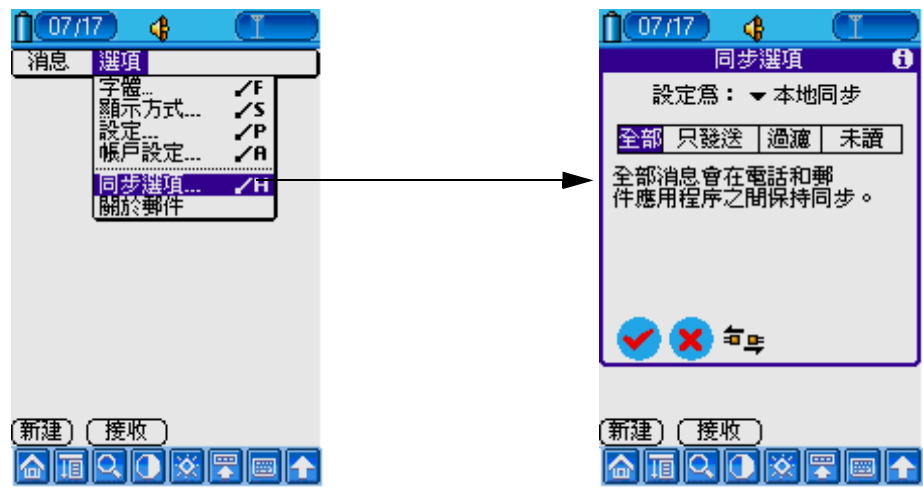 07/17
消息 選項
字體… ／F
顯示方式… ／S
設定… ／P
帳戶設定… ／A
同步選項… ／H
關於郵件
新建 接收
07/17
同步選項
設定為： 本地同步
全部 只發送 過濾 未讀
全部消息會在電話和郵
件應用程序之間保持同步。
新建 接收